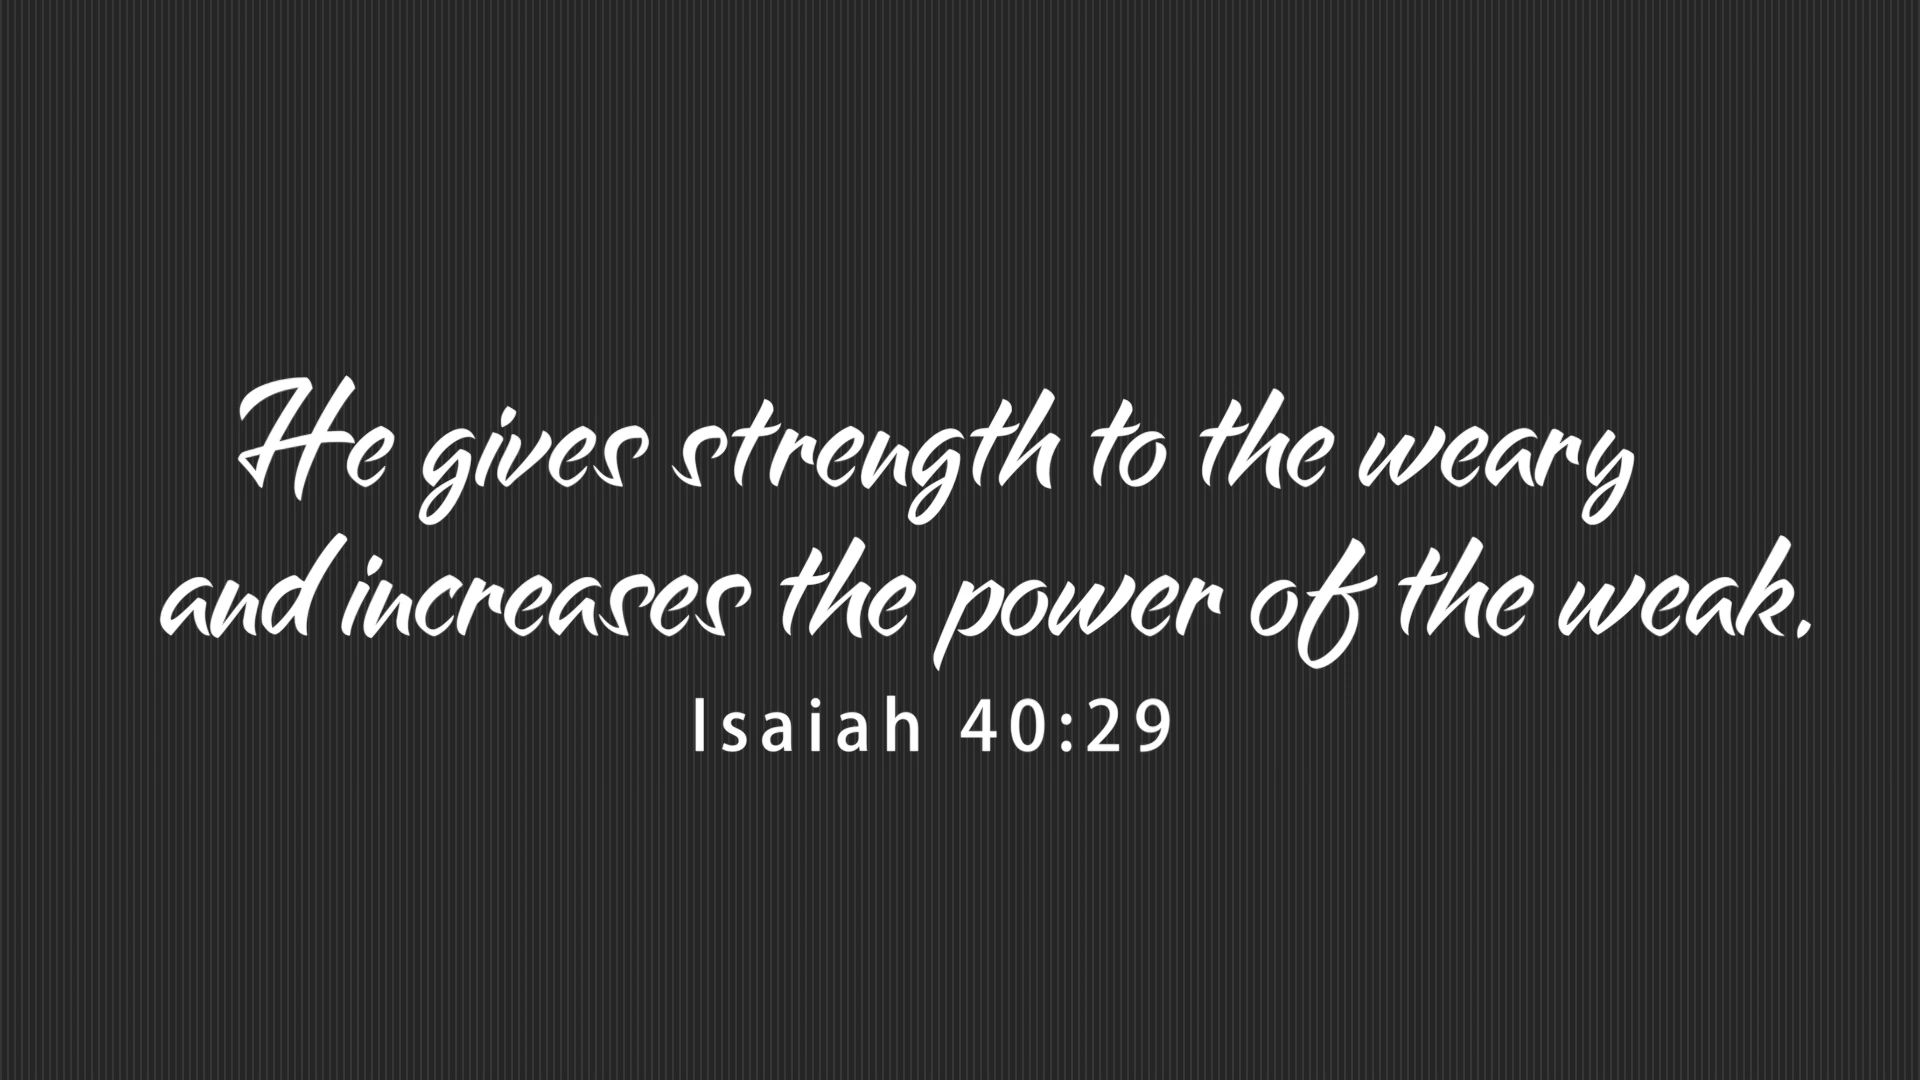 He gives strength to the weary
and increases the power of the weak.
Isaiah 40:29